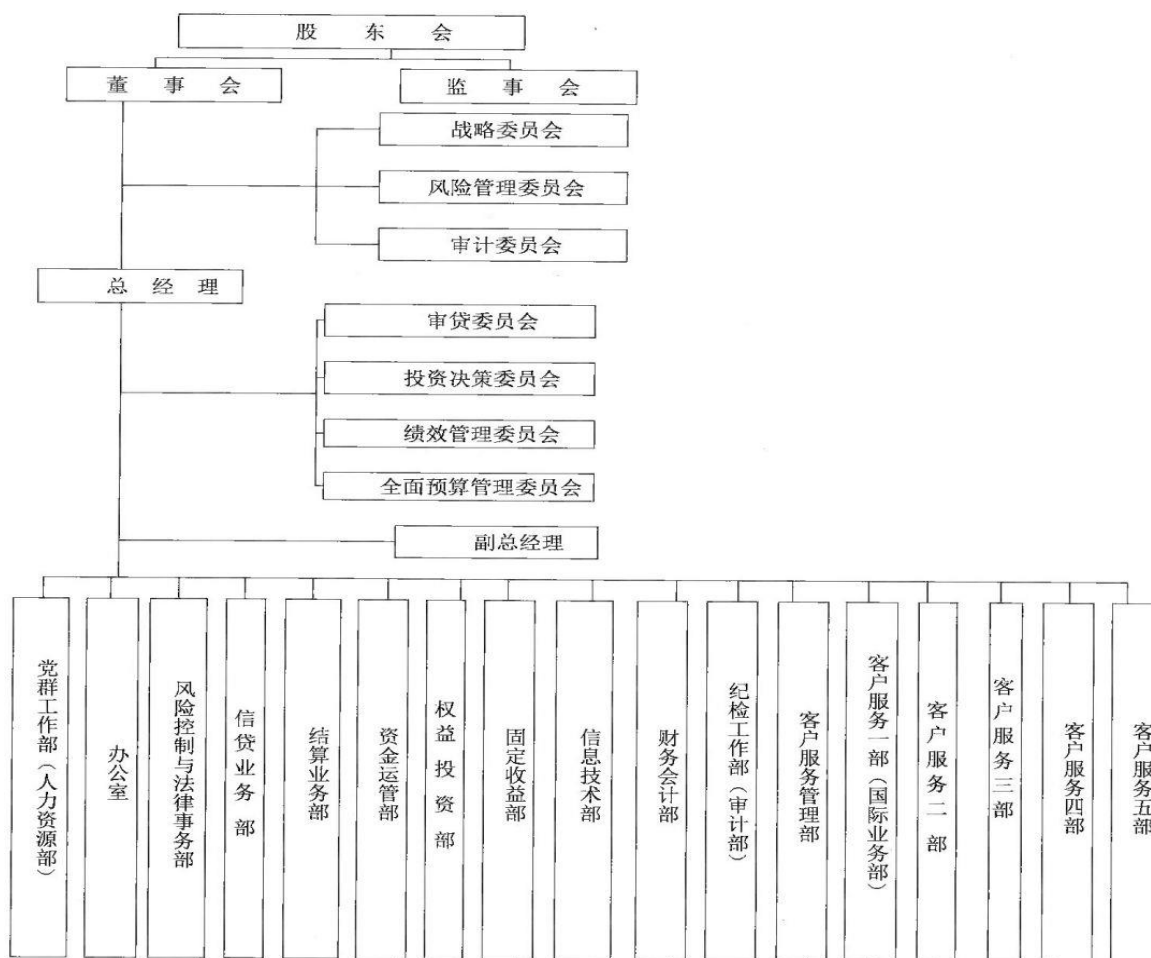 股东会
董事会
监事会
战略委员会
风险管理委员会
审计委员会
总经理
审贷委员会
投资决策委员会
绩效管理委员会
全面预算管理委员会
副总经理
党群工作部（人力资源部）
办公室
风险控制与法律事务部
信贷业务部
结算业务部
资金运管部
权益投资部
固定收益部
信息技术部
财务会计部
纪检工作部（审计部）
客户服务管理部
客户服务一部（国际业务部）
客户服务二部
客户服务三部
客户服务四部
客户服务五部